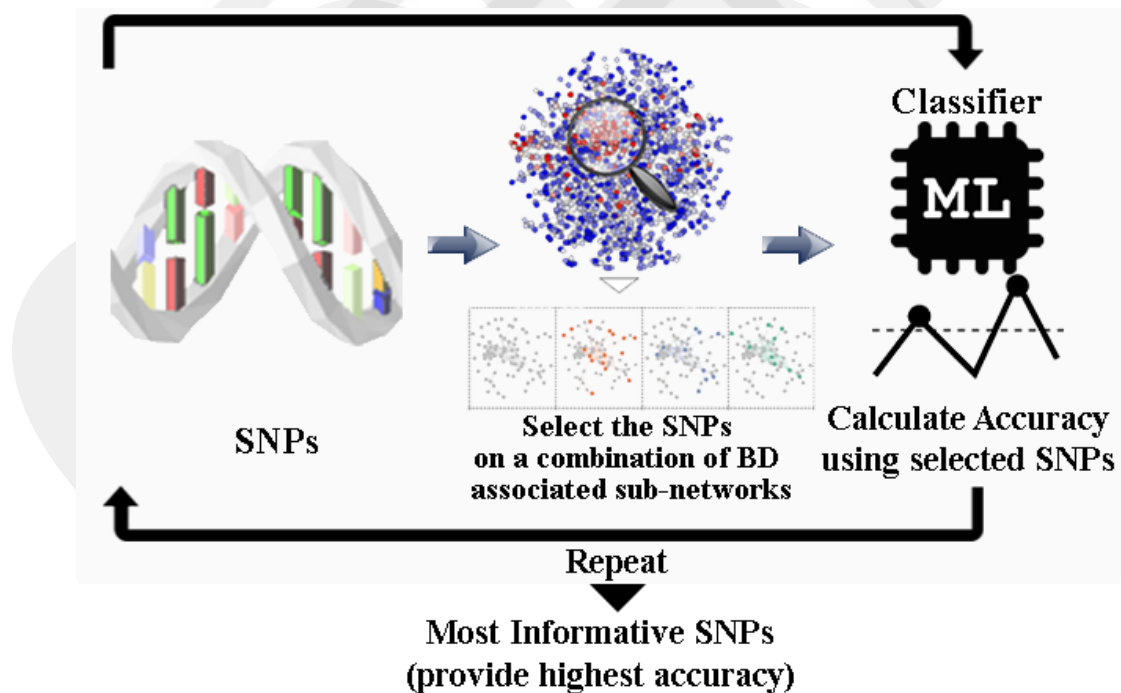 SNPs
Select the SNPs
on a combination of BD
associated sub-networks
Classifier
ML
Calculate Accuracy
using selected SNPs
Repeat
Most Informative SNPs
(provide highest accuracy)